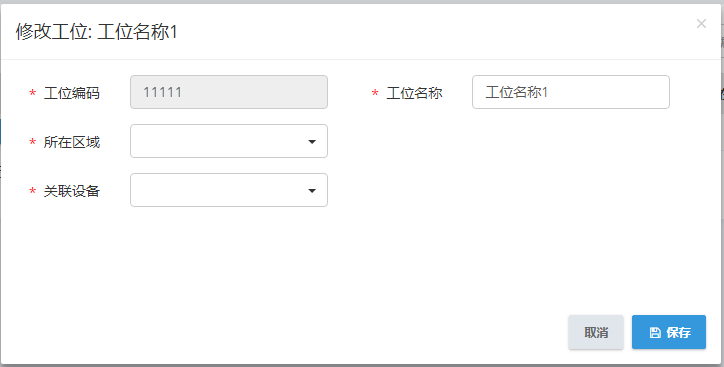 修改工位: 工位名称1
* 工位编码 11111 * 工位名称 工位名称1
* 所在区域
* 关联设备
取消 保存